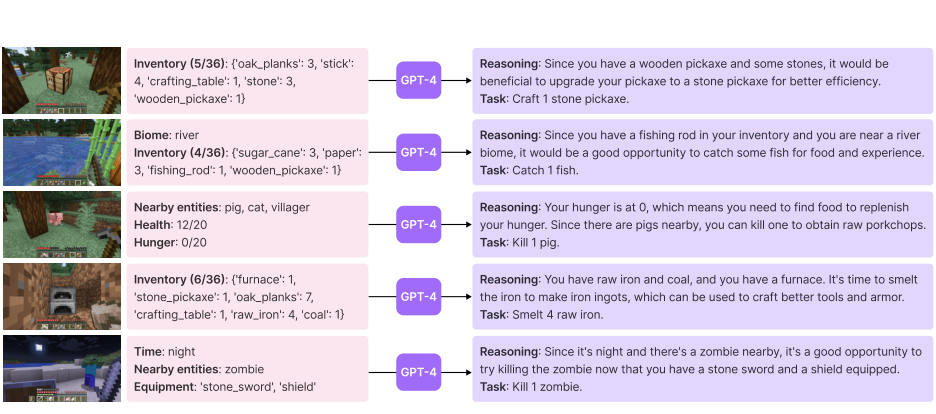 Inventory (5/36): {'oak_planks': 3, 'stick':
4, 'crafting_table': 1, 'stone': 3,
'wooden_pickaxe': 1}
GPT-4
Reasoning: Since you have a wooden pickaxe and some stones, it would be
beneficial to upgrade your pickaxe to a stone pickaxe for better efficiency.
Task: Craft 1 stone pickaxe.
Biome: river
Inventory (4/36): {'sugar_cane': 3, 'paper':
3, 'fishing_rod': 1, 'wooden_pickaxe': 1}
GPT-4
Reasoning: Since you have a fishing rod in your inventory and you are near a river
biome, it would be a good opportunity to catch some fish for food and experience.
Task: Catch 1 fish.
Nearby entities: pig, cat, villager
Health: 12/20
Hunger: 0/20
GPT-4
Reasoning: Your hunger is at 0, which means you need to find food to replenish
your hunger. Since there are pigs nearby, you can kill one to obtain raw porkchops.
Task: Kill 1 pig.
Inventory (6/36): {'furnace': 1,
'stone_pickaxe': 1, 'oak_planks': 7,
'crafting_table': 1, 'raw_iron': 4, 'coal': 1}
GPT-4
Reasoning: You have raw iron and coal, and you have a furnace. It's time to smelt
the iron to make iron ingots, which can be used to craft better tools and armor.
Task: Smelt 4 raw iron.
Time: night
Nearby entities: zombie
Equipment: 'stone_sword', 'shield'
GPT-4
Reasoning: Since it's night and there's a zombie nearby, it's a good opportunity to
try killing the zombie now that you have a stone sword and a shield equipped.
Task: Kill 1 zombie.